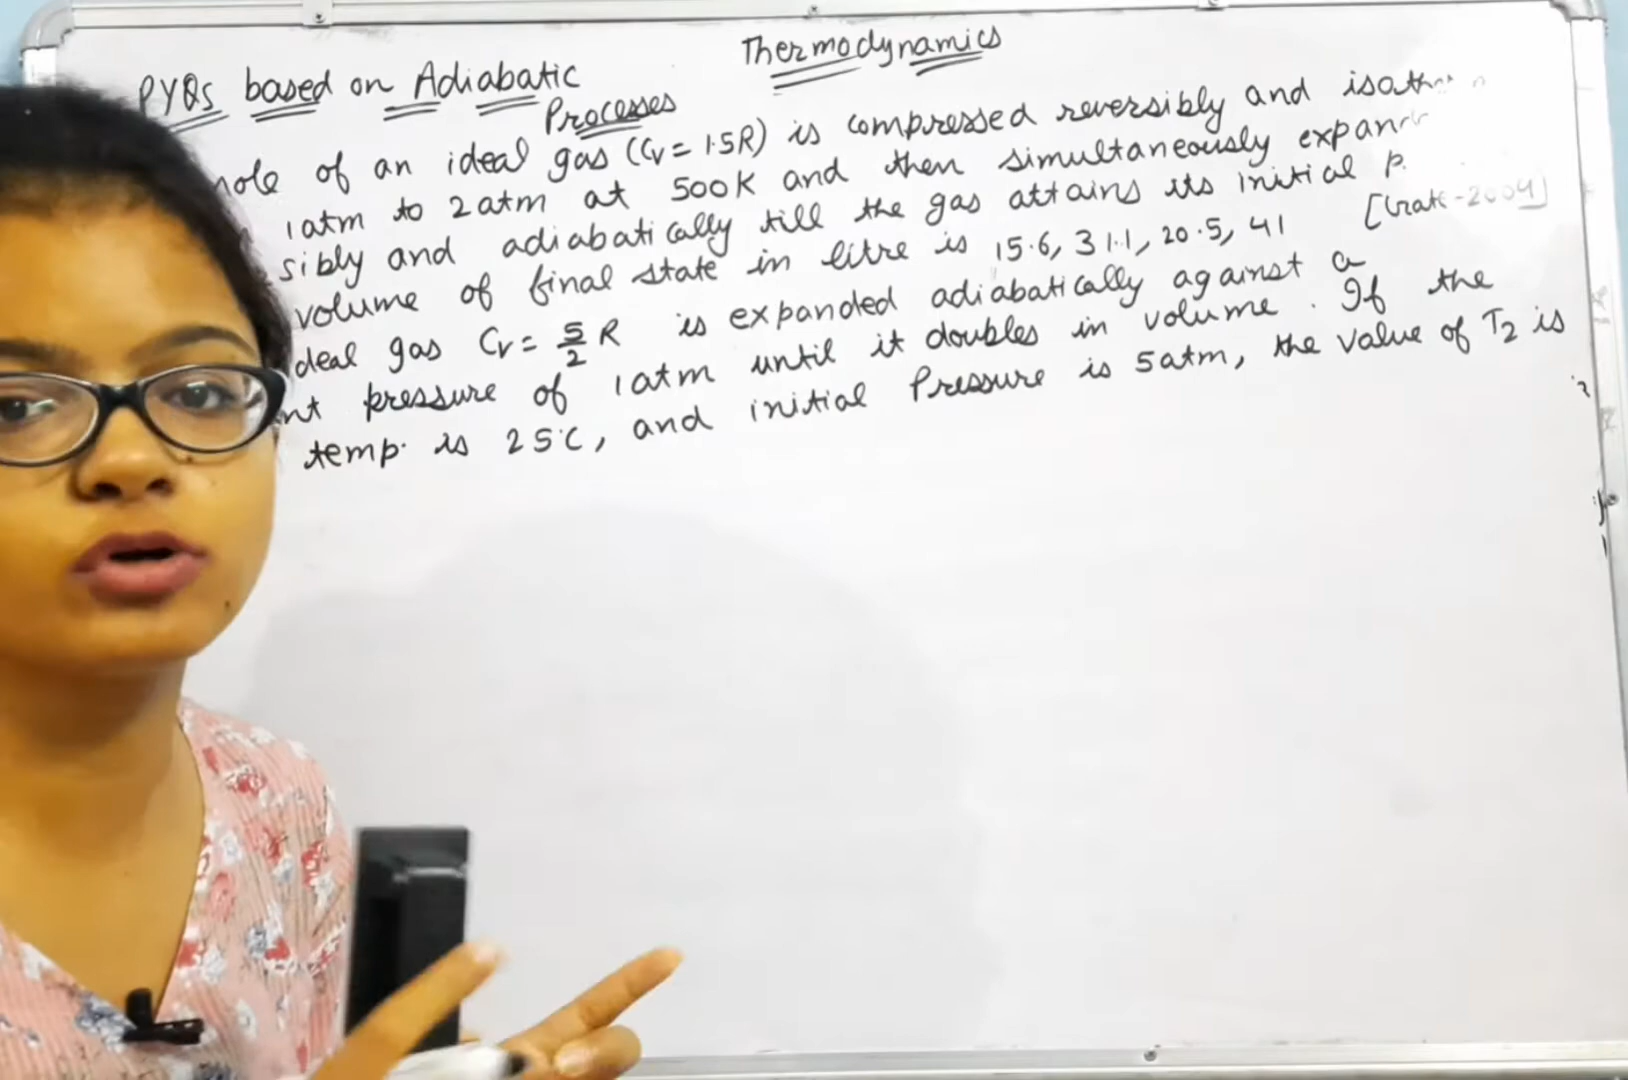 Thermodynamics
PYQs based on Adiabatic
Processes
of an ideal gas (Cv = 1.5R) is compressed reversibly and
1atm to 2atm at 500K and then simultaneously
sibly and adiabatically till the gas attains its initial
volume of final state in litre is 15.6, 31.1, 20.5, 41 [Gate-2004]
deal gas Cv = 5/2 R is expanded adiabatically against a
nt pressure of 1atm until it doubles in volume. If the
temp. is 25°C, and initial Pressure is 5atm, the value of T2 is